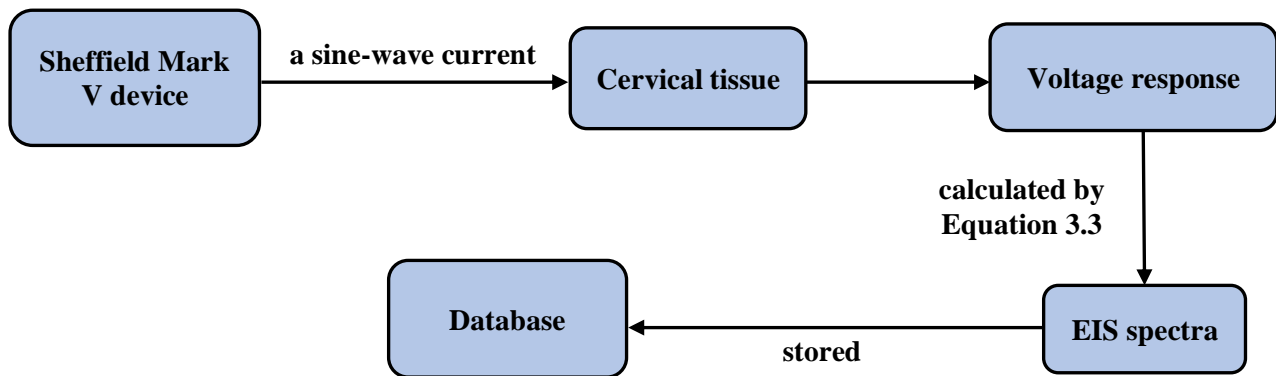 Sheffield Mark
V device
a sine-wave current
Cervical tissue
Voltage response
calculated by
Equation 3.3
EIS spectra
stored
Database